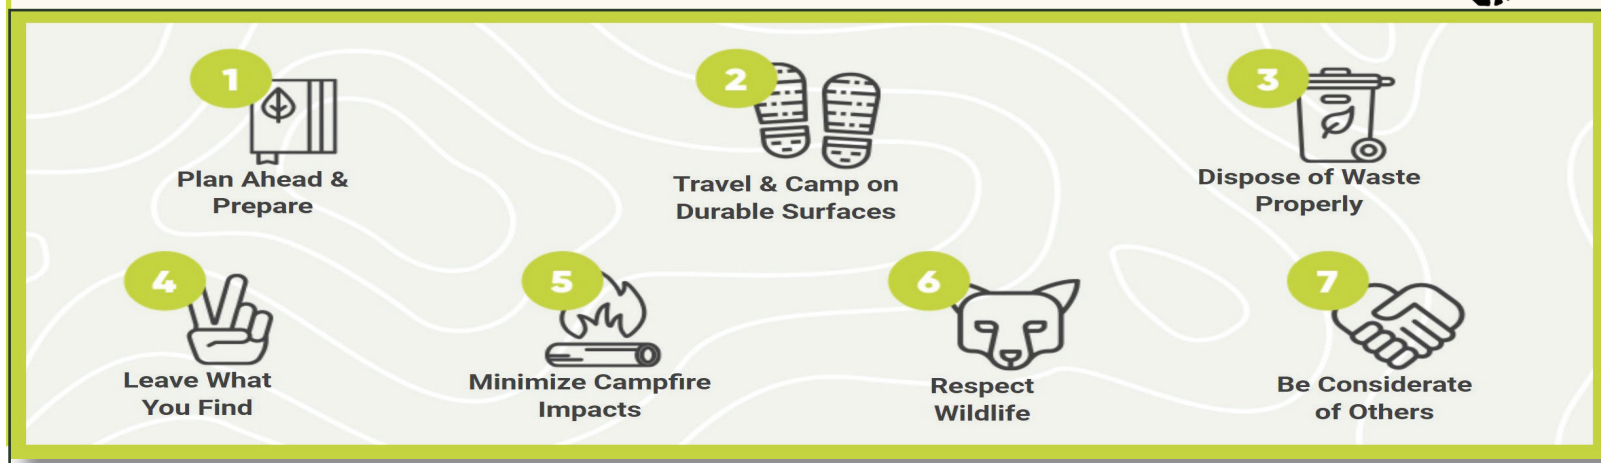 1
Plan Ahead &
Prepare
2
Travel & Camp on
Durable Surfaces
3
Dispose of Waste
Properly
4
Leave What
You Find
5
Minimize Campfire
Impacts
6
Respect
Wildlife
7
Be Considerate
of Others